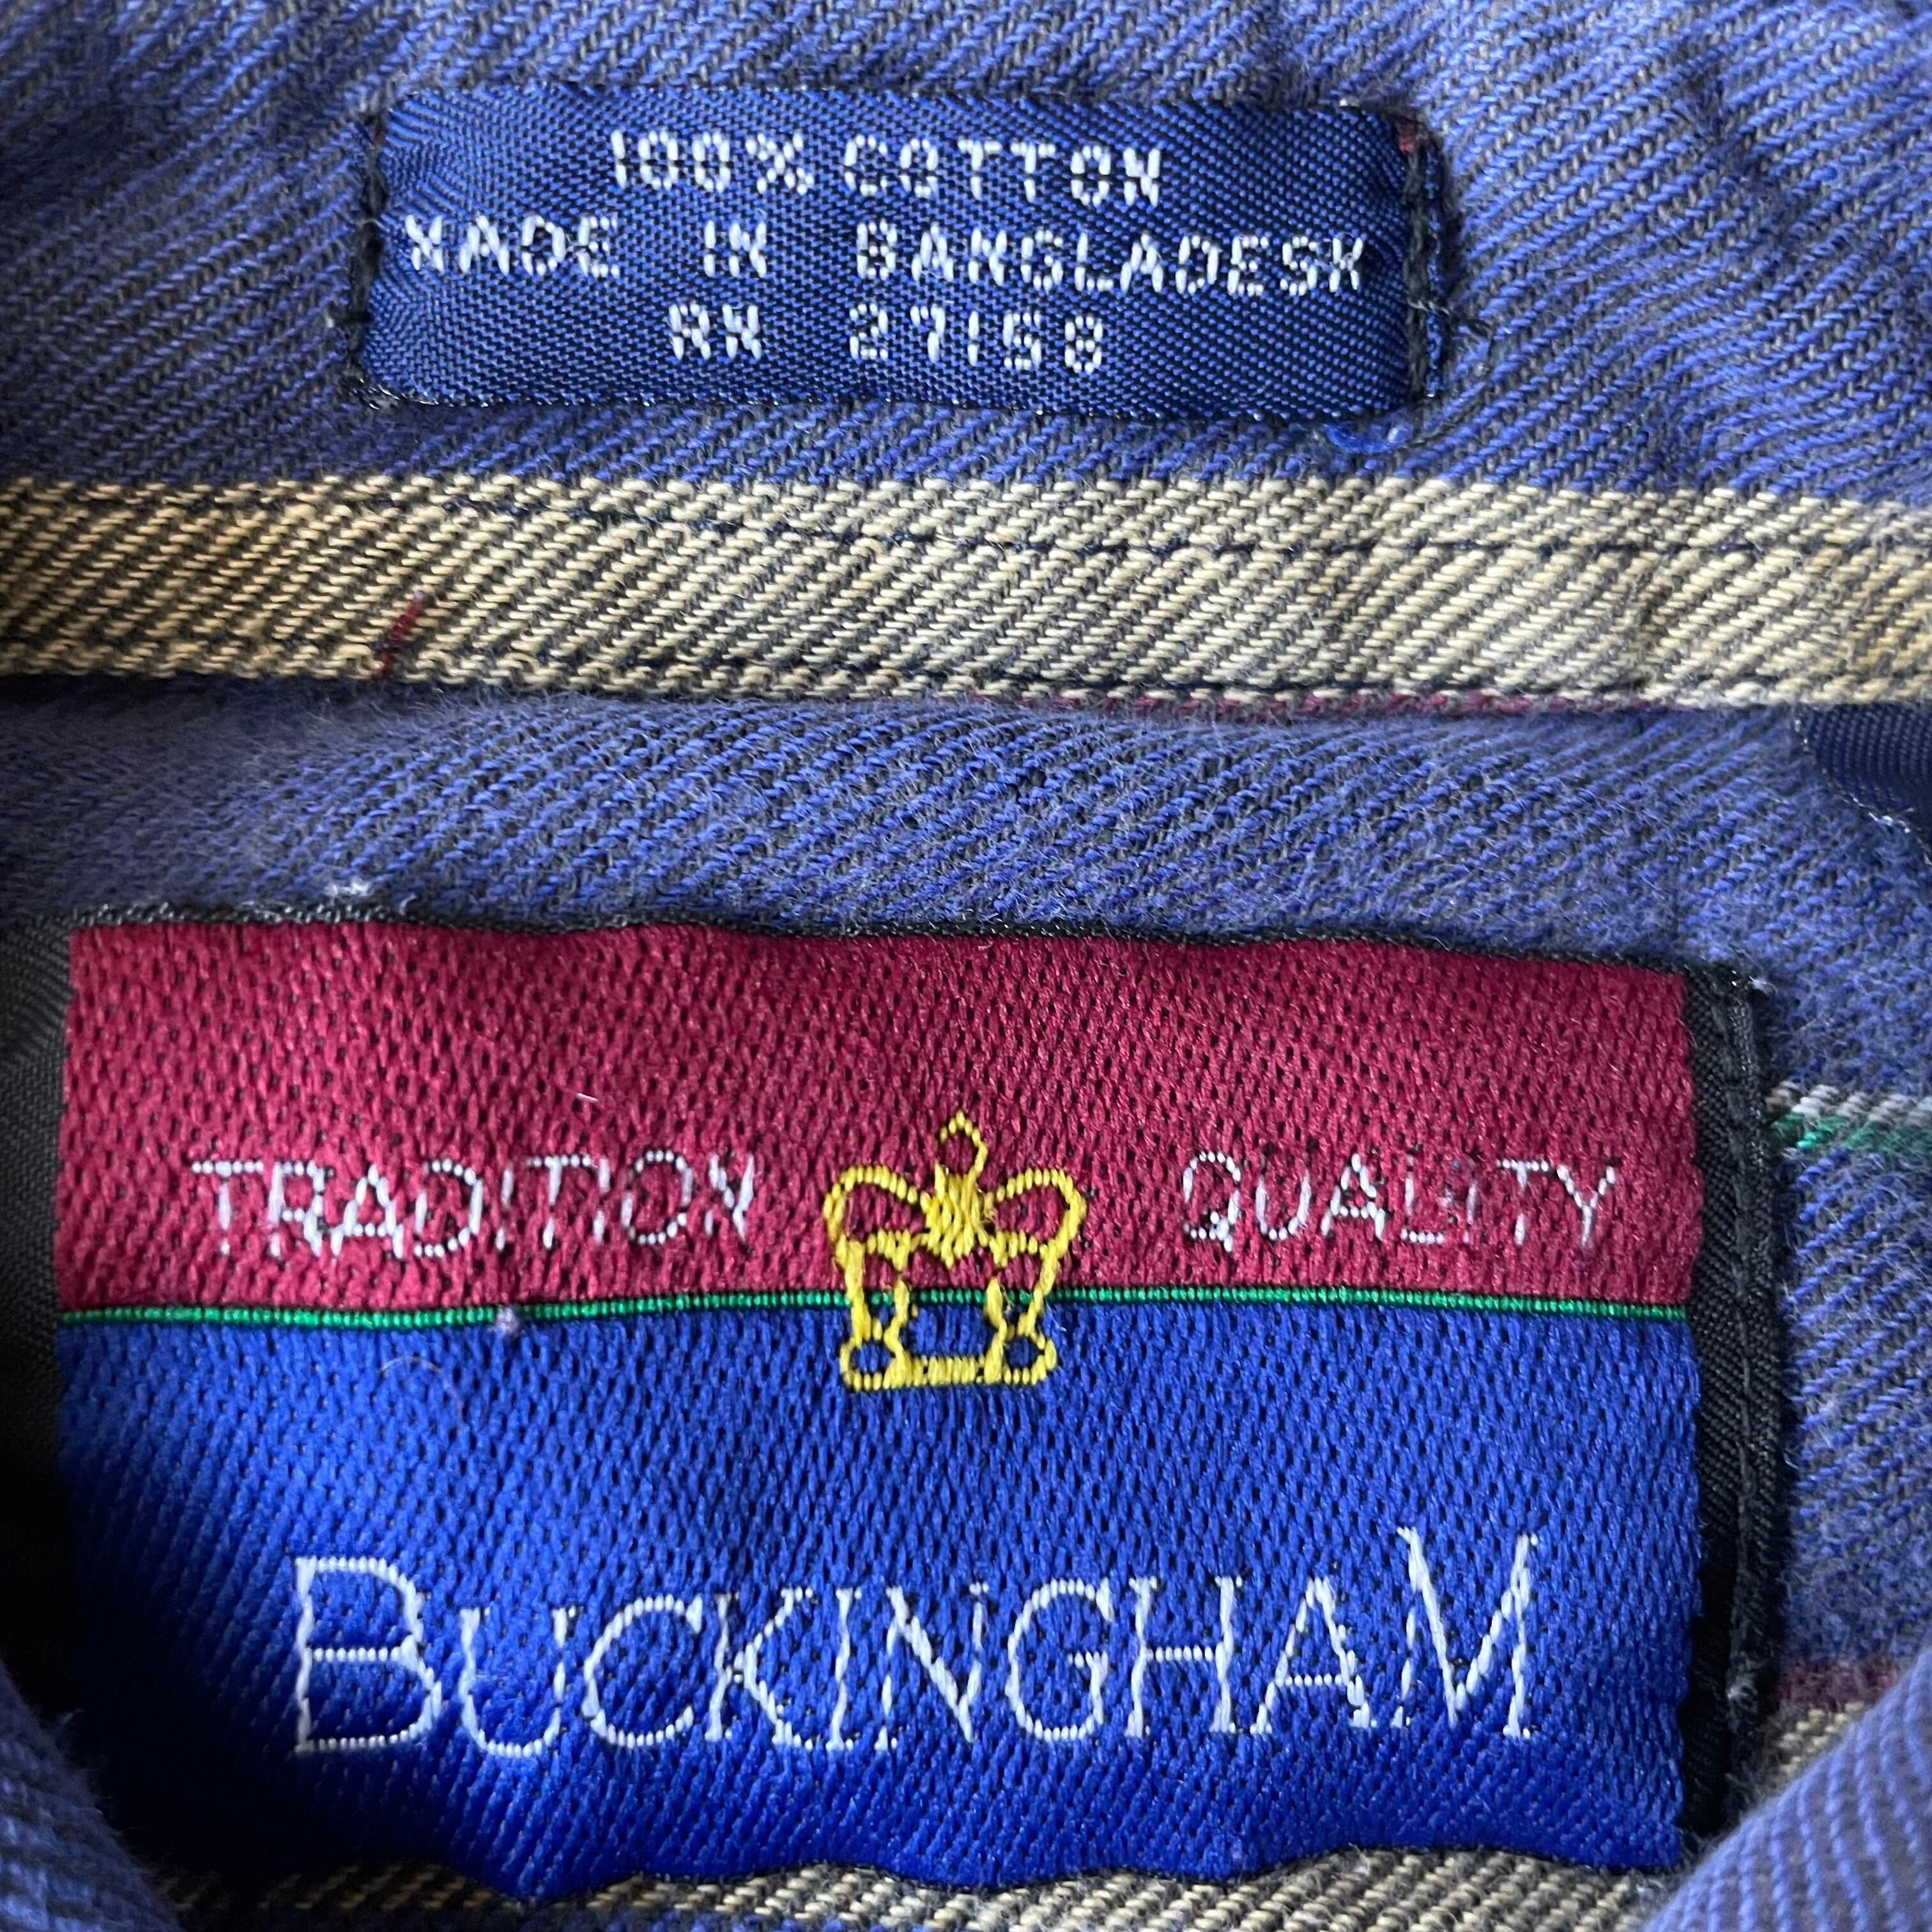 100% COTTON
MADE IN BANGLADESH
RN 27158
TRADITION QUALITY
BUCKINGHAM